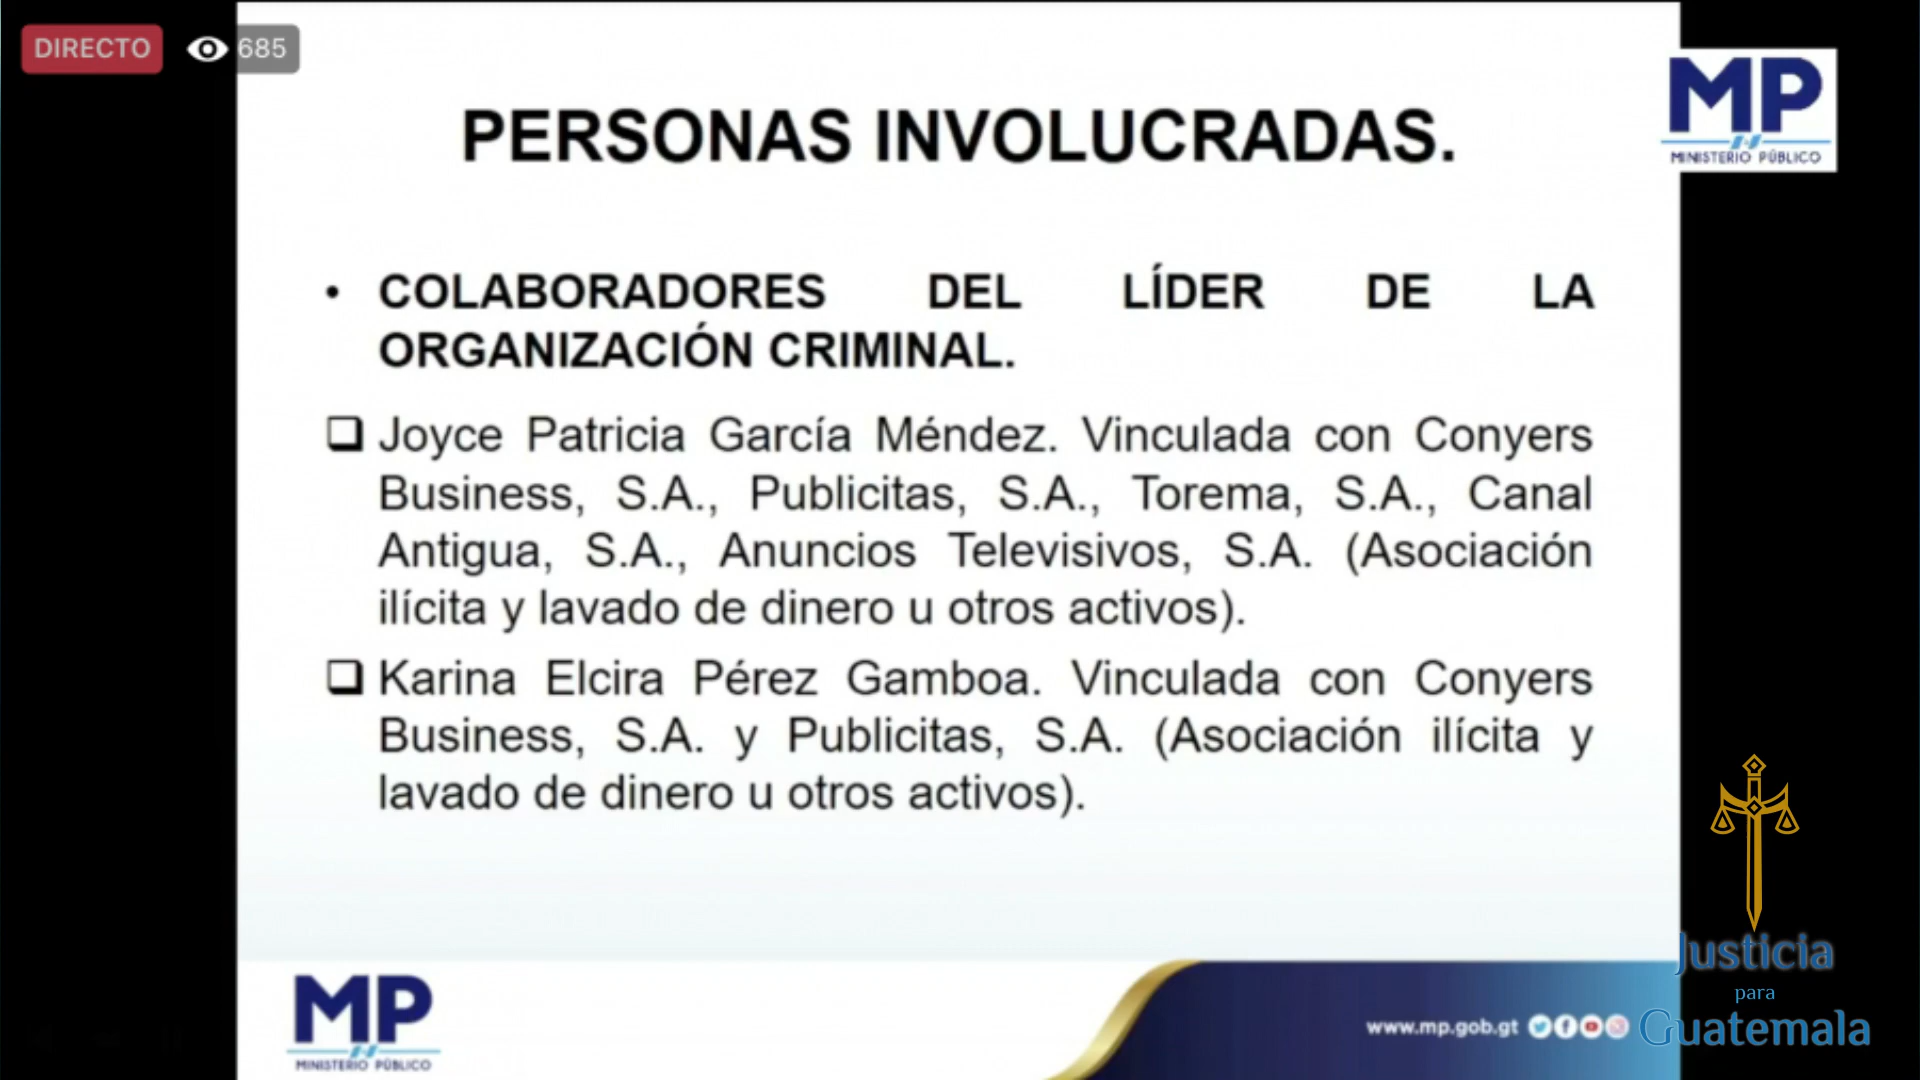 DIRECTO 685
MP
MINISTERIO PÚBLICO
PERSONAS INVOLUCRADAS.
• COLABORADORES DEL LÍDER DE LA
ORGANIZACIÓN CRIMINAL.
❑ Joyce Patricia García Méndez. Vinculada con Conyers
Business, S.A., Publicitas, S.A., Torema, S.A., Canal
Antigua, S.A., Anuncios Televisivos, S.A. (Asociación
ilícita y lavado de dinero u otros activos).
❑ Karina Elcira Pérez Gamboa. Vinculada con Conyers
Business, S.A. y Publicitas, S.A. (Asociación ilícita y
lavado de dinero u otros activos).
MP
MINISTERIO PÚBLICO
www.mp.gob.gt
Justicia
para
Guatemala